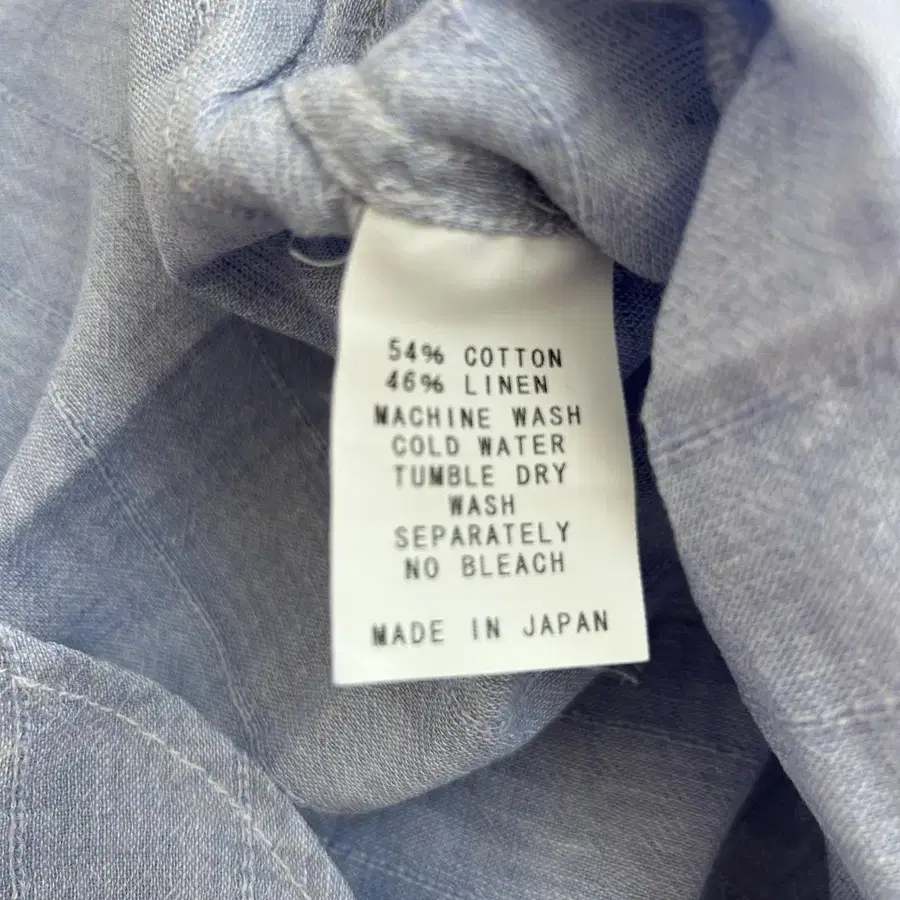 54% COTTON
46% LINEN
MACHINE WASH
COLD WATER
TUMBLE DRY
WASH
SEPARATELY
NO BLEACH
MADE IN JAPAN